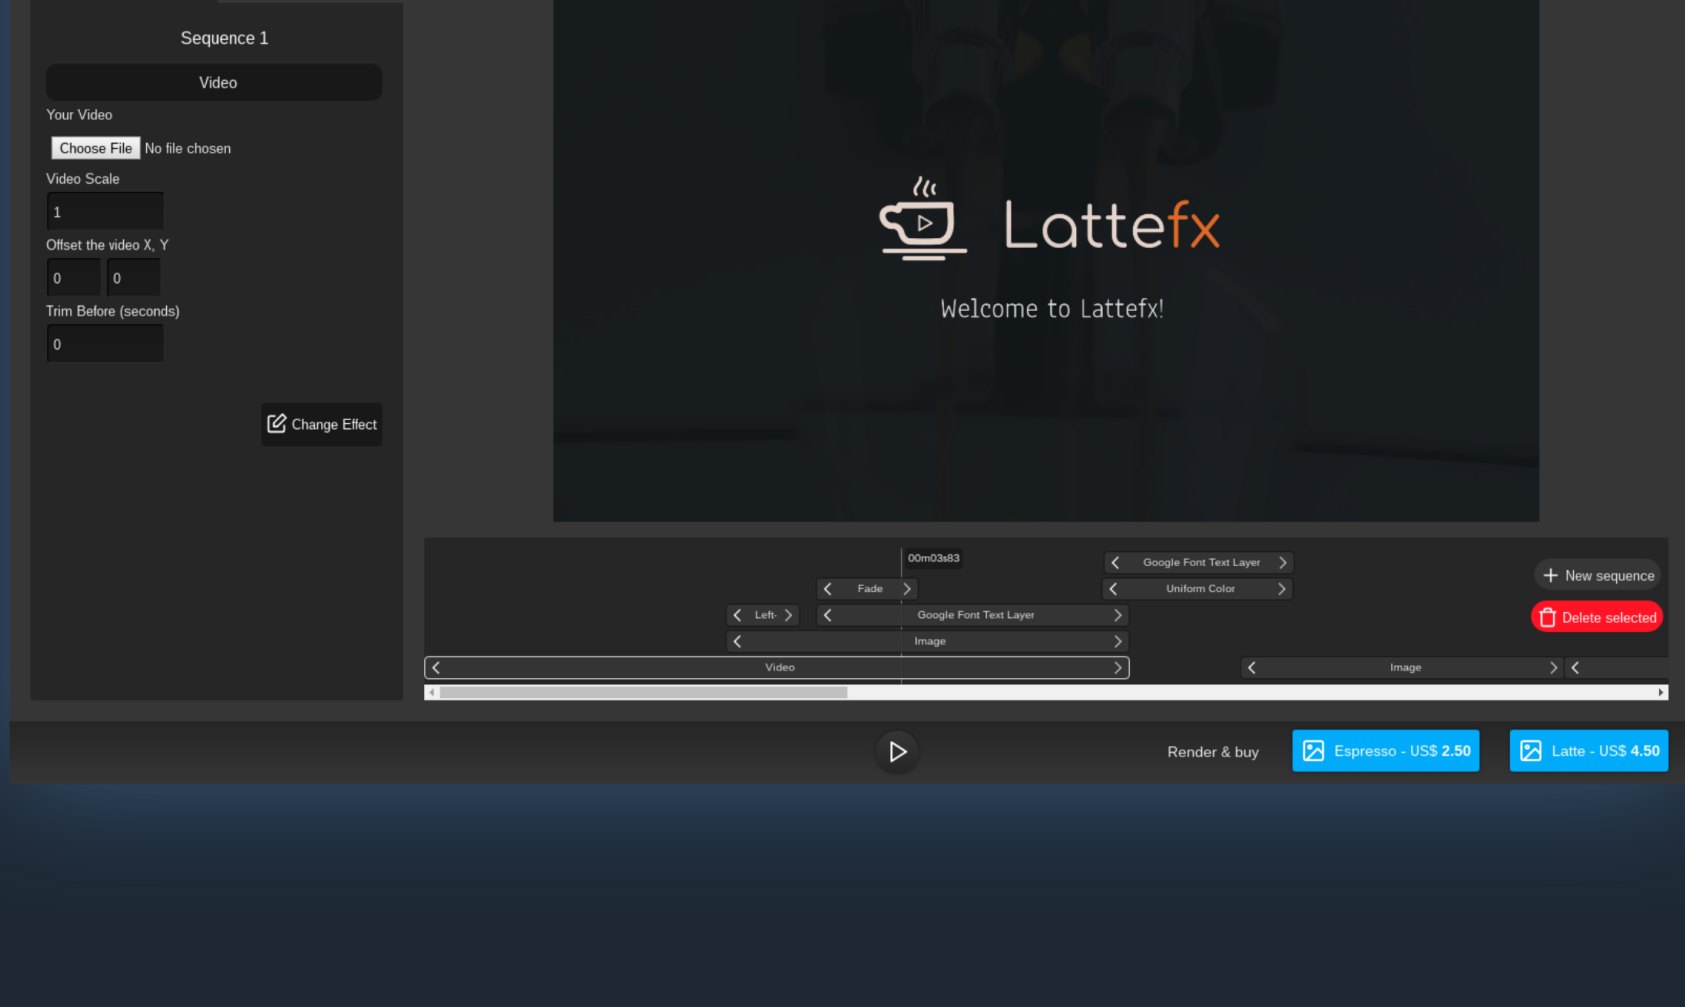 Sequence 1
Video
Your Video
Choose File No file chosen
Video Scale
1
Offset the video X, Y
0 0
Trim Before (seconds)
0
Change Effect
Lattefx
Welcome to Lattefx!
00m03s83
Google Font Text Layer
Fade
Uniform Color
Left-
Google Font Text Layer
Image
Video
Image
New sequence
Delete selected
Render & buy
Espresso - US$ 2.50
Latte - US$ 4.50